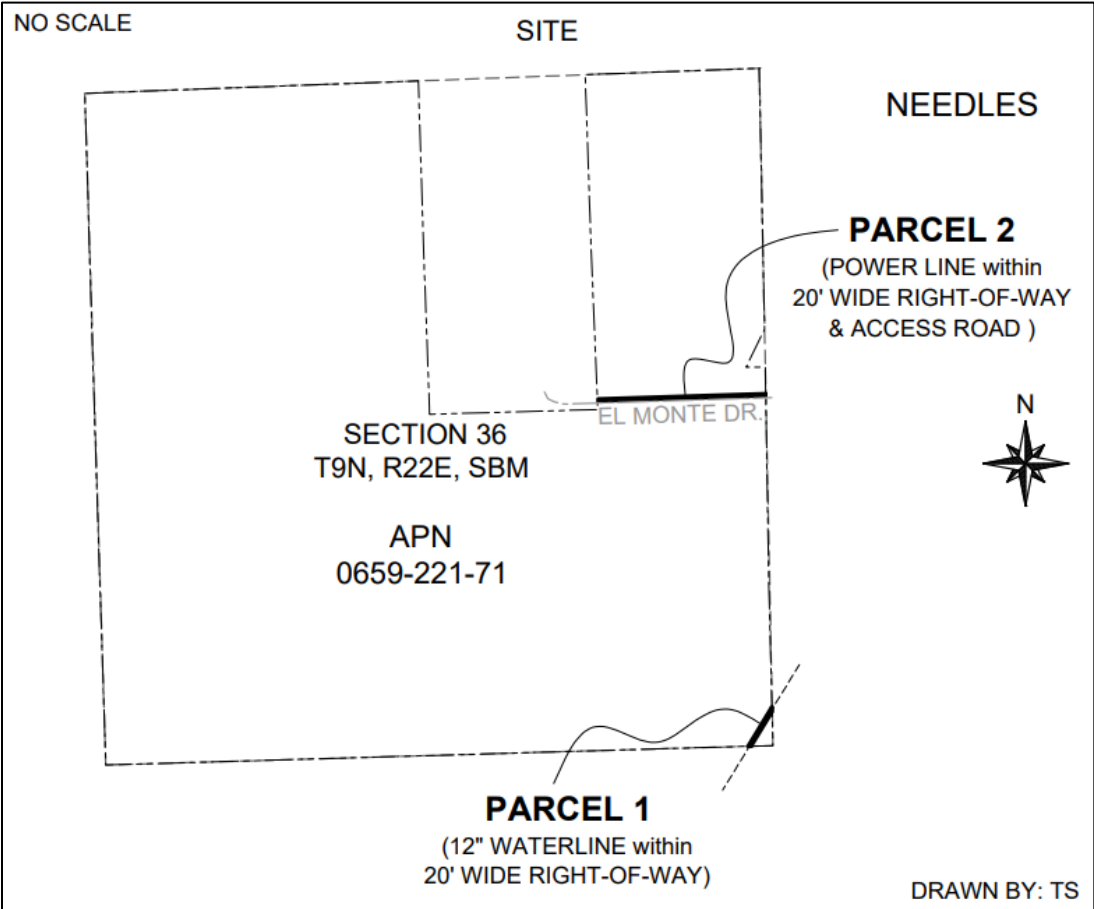 NO SCALE
SITE
NEEDLES
PARCEL 2
(POWER LINE within
20' WIDE RIGHT-OF-WAY
& ACCESS ROAD )
EL MONTE DR.
N
SECTION 36
T9N, R22E, SBM
APN
0659-221-71
PARCEL 1
(12" WATERLINE within
20' WIDE RIGHT-OF-WAY)
DRAWN BY: TS